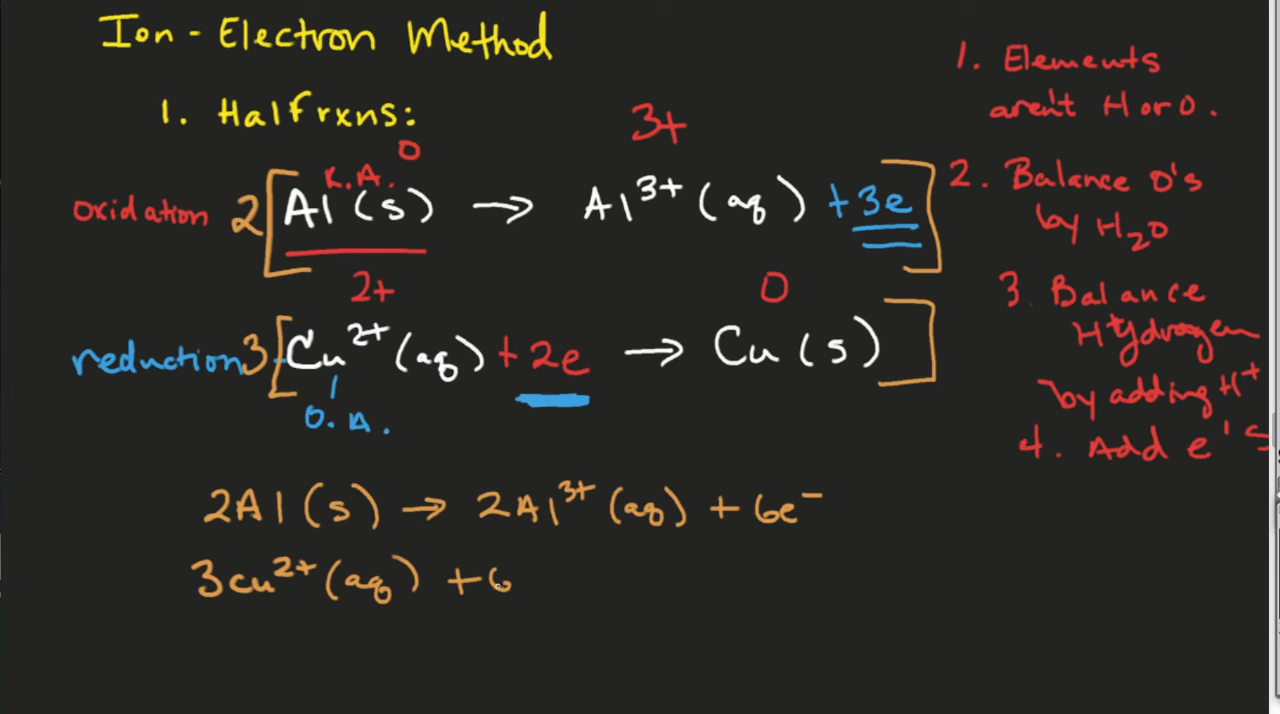 Ion-Electron Method
1. Half rxns:
0
3+
R.A.
oxidation 2[Al(s) → Al³⁺(aq) + 3e]
2+
0
reduction 3[Cu²⁺(aq) + 2e → Cu(s)]
O.A.
2Al(s) → 2Al³⁺(aq) + 6e⁻
3Cu²⁺(aq) + 6
1. Elements
aren't H or O.
2. Balance O's
by H₂O
3. Balance
Hydrogen
by adding H⁺
4. Add e's